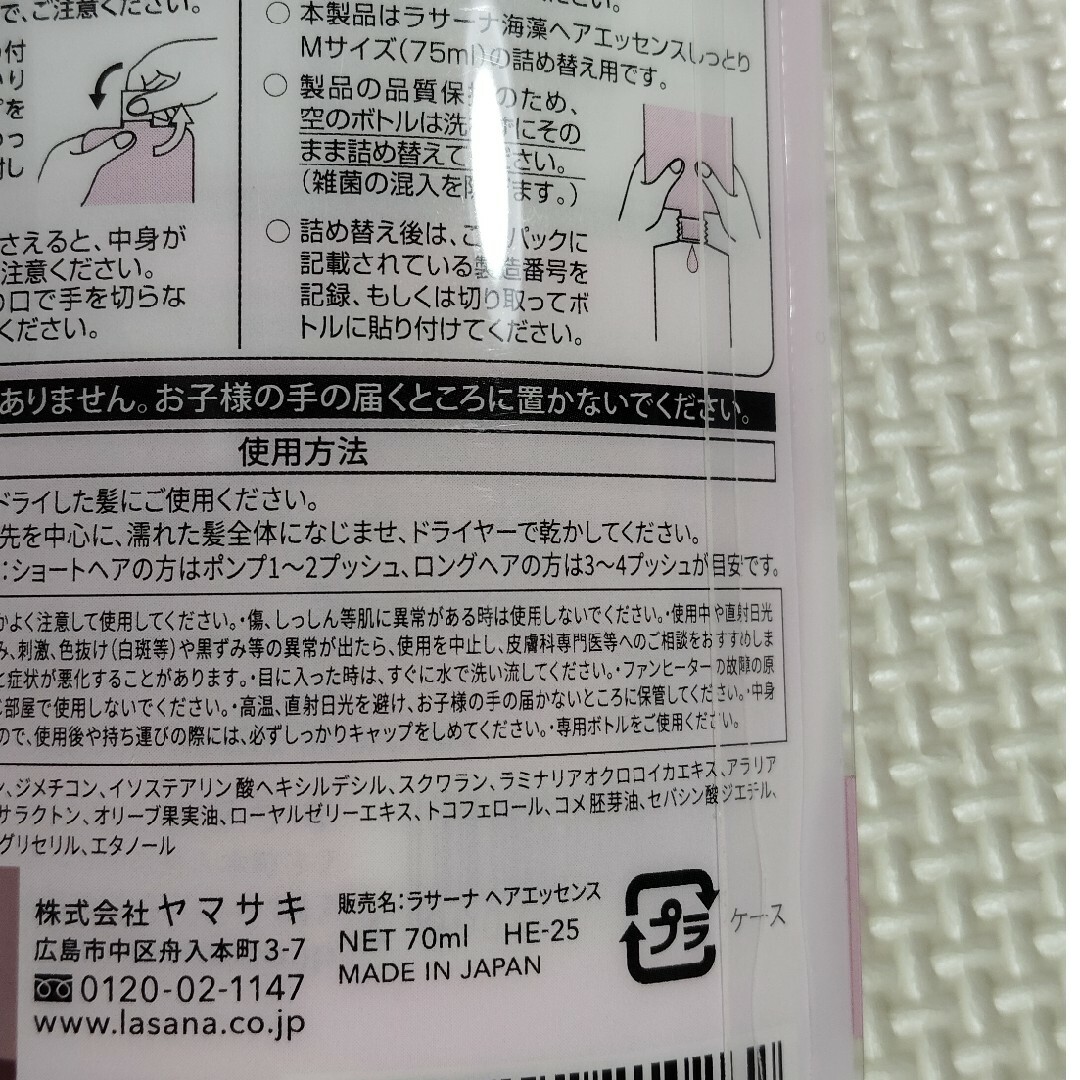 で、ご注意ください。
付
り
を
っ
し
さえると、中身が
注意ください。
口で手を切らな
ください。
ださい。
○ 本製品はラサーナ海藻ヘアエッセンスしっとり
Mサイズ(75ml)の詰め替え用です。
○ 製品の品質保 のため、
空のボトルは洗 ずにその
まま詰め替えて ださい。
(雑菌の混入を防 ます。)
○ 詰め替え後は、こ パックに
記載されている製造番号を
記録、もしくは切り取ってボ
トルに貼り付けてください。
ありません。お子様の手の届くところに置かないでください。
使用方法
ドライした髪にご使用ください。
先を中心に、濡れた髪全体になじませ、ドライヤーで乾かしてください。
:ショートヘアの方はポンプ1〜2プッシュ、ロングヘアの方は3〜4プッシュが目安です。
かよく注意して使用してください。・傷、しっしん等肌に異常がある時は使用しないでください。・使用中や直射日光
み、刺激、色抜け(白斑等)や黒ずみ等の異常が出たら、使用を中止し、皮膚科専門医等へのご相談をおすすめしま
と症状が悪化することがあります。・目に入った時は、すぐに水で洗い流してください。・ファンヒーターの故障の原
部屋で使用しないでください。・高温、直射日光を避け、お子様の手の届かないところに保管してください。・中身
ので、使用後や持ち運びの際には、必ずしっかりキャップをしめてください。・専用ボトルをご使用ください。
ン、ジメチコン、イソステアリン酸ヘキシルデシル、スクワラン、ラミナリアオクロロイカエキス、アラリア
サラクトン、オリーブ果実油、ローヤルゼリーエキス、トコフェロール、コメ胚芽油、セバシン酸ジエチル、
グリセリル、エタノール
株式会社ヤマサキ
広島市中区舟入本町3-7
0120-02-1147
www.lasana.co.jp
販売名:ラサーナ ヘアエッセンス
NET 70ml HE-25
MADE IN JAPAN
プラ
ケース